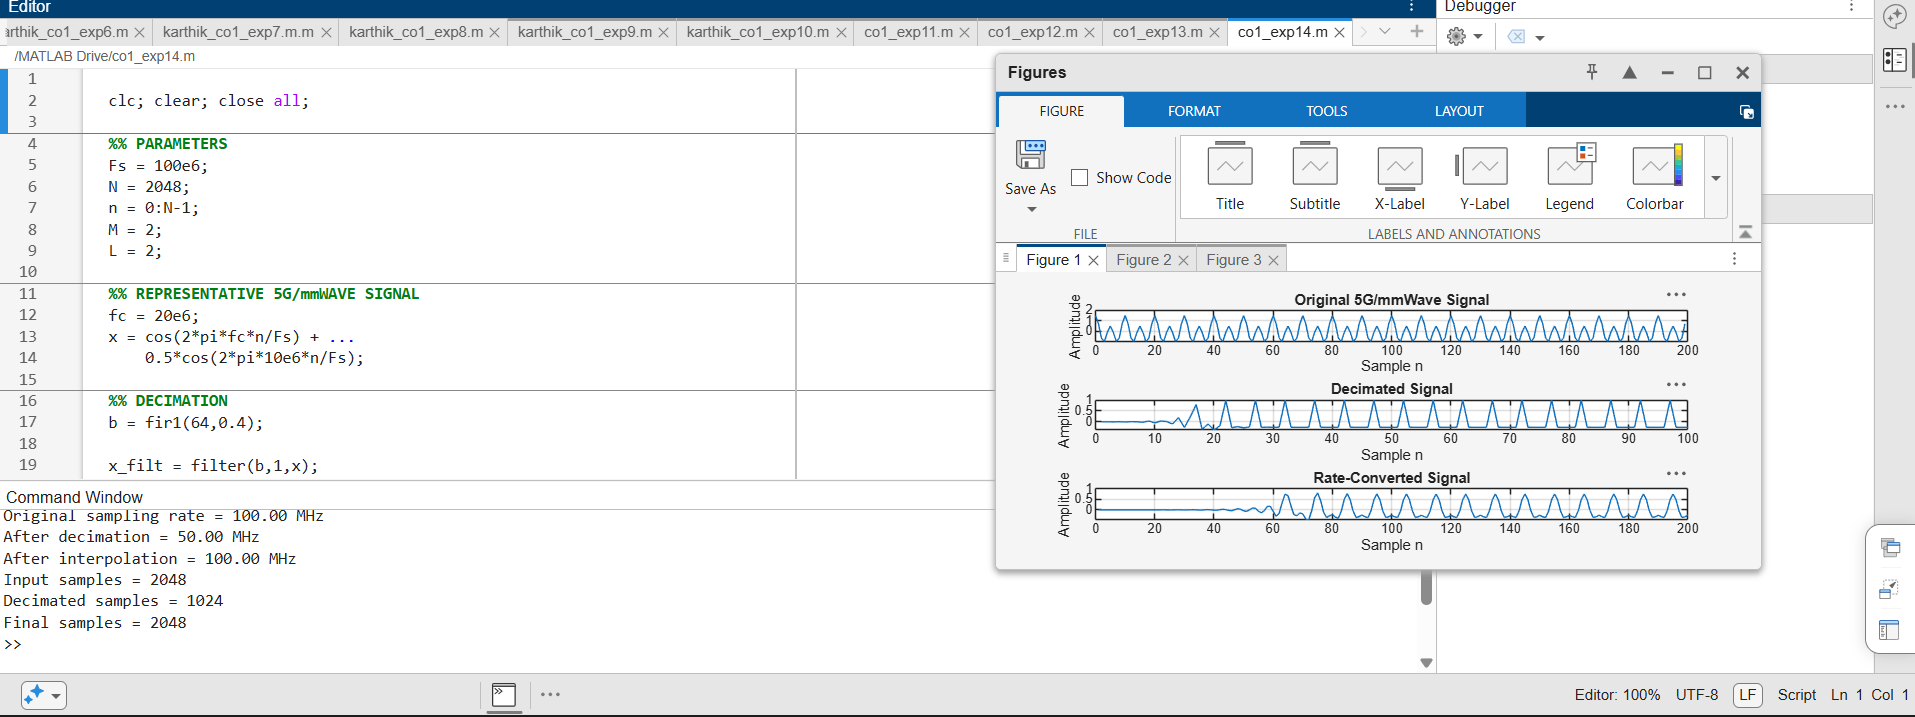 Editor
Debugger
arthik_co1_exp6.m
karthik_co1_exp7.m.m
karthik_co1_exp8.m
karthik_co1_exp9.m
karthik_co1_exp10.m
co1_exp11.m
co1_exp12.m
co1_exp13.m
co1_exp14.m
/MATLAB Drive/co1_exp14.m
1
2 clc; clear; close all;
3
4 %% PARAMETERS
5 Fs = 100e6;
6 N = 2048;
7 n = 0:N-1;
8 M = 2;
9 L = 2;
10
11 %% REPRESENTATIVE 5G/mmWAVE SIGNAL
12 fc = 20e6;
13 x = cos(2*pi*fc*n/Fs) + ...
14 0.5*cos(2*pi*10e6*n/Fs);
15
16 %% DECIMATION
17 b = fir1(64,0.4);
18
19 x_filt = filter(b,1,x);
Command Window
Original sampling rate = 100.00 MHz
After decimation = 50.00 MHz
After interpolation = 100.00 MHz
Input samples = 2048
Decimated samples = 1024
Final samples = 2048
>>
Figures
FIGURE FORMAT TOOLS LAYOUT
Save As
Show Code
Title Subtitle X-Label Y-Label Legend Colorbar
FILE LABELS AND ANNOTATIONS
Figure 1 Figure 2 Figure 3
Original 5G/mmWave Signal
Amplitude
2
1
0
0 20 40 60 80 100 120 140 160 180 200
Sample n
Decimated Signal
Amplitude
1
0.5
0
0 10 20 30 40 50 60 70 80 90 100
Sample n
Rate-Converted Signal
Amplitude
1
0.5
0
0 20 40 60 80 100 120 140 160 180 200
Sample n
Editor: 100% UTF-8 LF Script Ln 1 Col 1